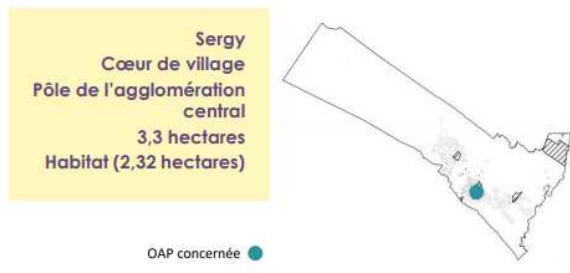 Sergy
Cœur de village
Pôle de l'agglomération
central
3,3 hectares
Habitat (2,32 hectares)
OAP concernée